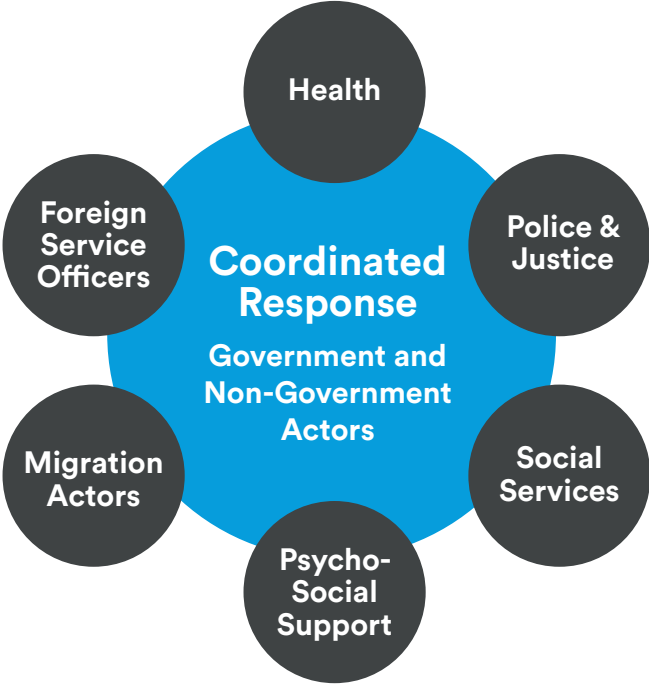 Health
Foreign
Service
Officers
Police &
Justice
Coordinated
Response
Government and
Non-Government
Actors
Migration
Actors
Social
Services
Psycho-
Social
Support